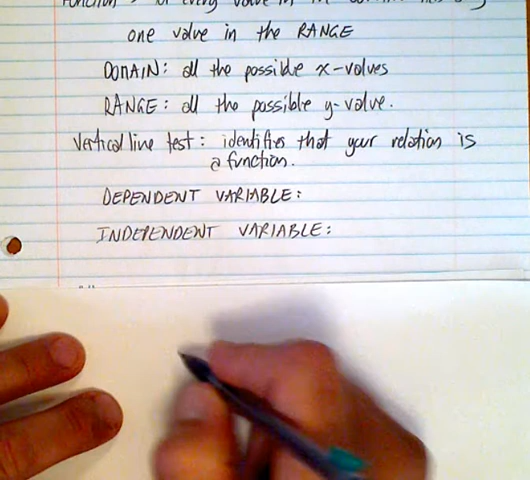 one value in the RANGE
DOMAIN: all the possible x-values
RANGE: all the possible y-value.
Vertical line test: identifies that your relation is
a function.
DEPENDENT VARIABLE:
INDEPENDENT VARIABLE: